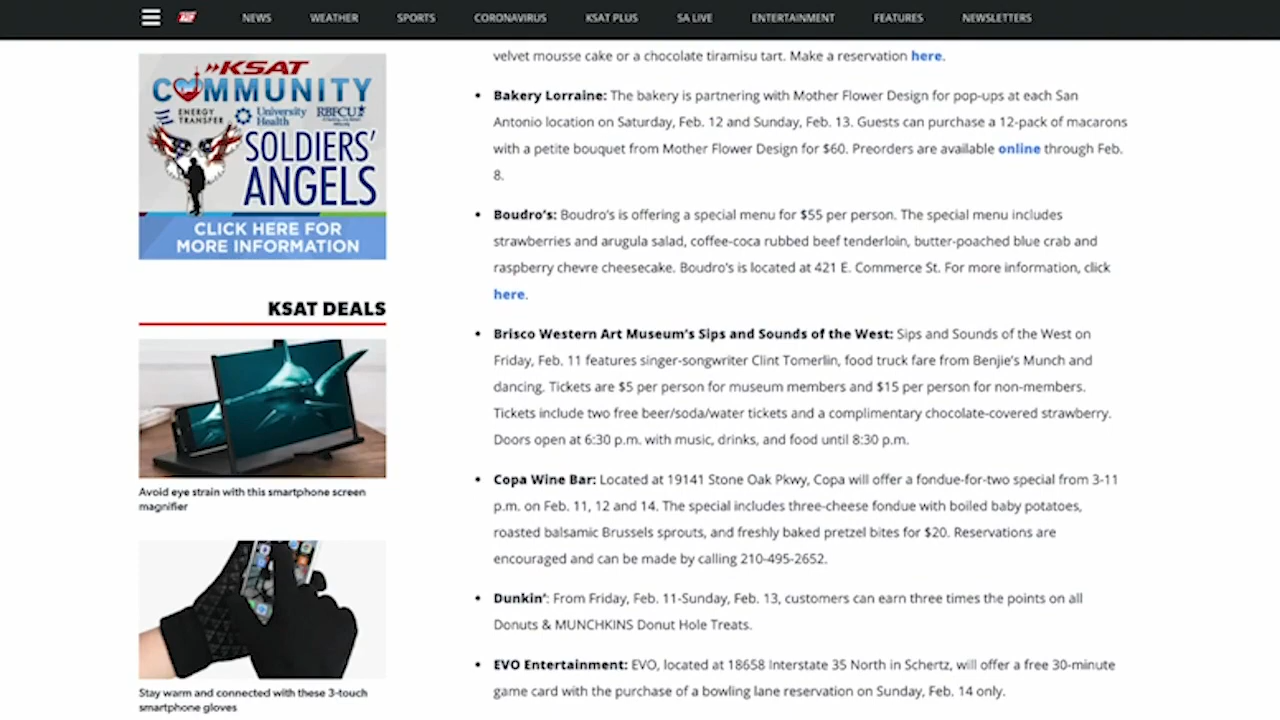 NEWS WEATHER SPORTS CORONAVIRUS KSAT PLUS SA LIVE ENTERTAINMENT FEATURES NEWSLETTERS
KSAT
COMMUNITY
ENERGY TRANSFER University Health RBFCU
SOLDIERS'
ANGELS
CLICK HERE FOR
MORE INFORMATION
KSAT DEALS
Avoid eye strain with this smartphone screen
magnifier
Stay warm and connected with these 3-touch
smartphone gloves
velvet mousse cake or a chocolate tiramisu tart. Make a reservation here.
• Bakery Lorraine: The bakery is partnering with Mother Flower Design for pop-ups at each San
Antonio location on Saturday, Feb. 12 and Sunday, Feb. 13. Guests can purchase a 12-pack of macarons
with a petite bouquet from Mother Flower Design for $60. Preorders are available online through Feb.
8.
• Boudro's: Boudro's is offering a special menu for $55 per person. The special menu includes
strawberries and arugula salad, coffee-coca rubbed beef tenderloin, butter-poached blue crab and
raspberry chevre cheesecake. Boudro's is located at 421 E. Commerce St. For more information, click
here.
• Brisco Western Art Museum's Sips and Sounds of the West: Sips and Sounds of the West on
Friday, Feb. 11 features singer-songwriter Clint Tomerlin, food truck fare from Benjie's Munch and
dancing. Tickets are $5 per person for museum members and $15 per person for non-members.
Tickets include two free beer/soda/water tickets and a complimentary chocolate-covered strawberry.
Doors open at 6:30 p.m. with music, drinks, and food until 8:30 p.m.
• Copa Wine Bar: Located at 19141 Stone Oak Pkwy, Copa will offer a fondue-for-two special from 3-11
p.m. on Feb. 11, 12 and 14. The special includes three-cheese fondue with boiled baby potatoes,
roasted balsamic Brussels sprouts, and freshly baked pretzel bites for $20. Reservations are
encouraged and can be made by calling 210-495-2652.
• Dunkin': From Friday, Feb. 11-Sunday, Feb. 13, customers can earn three times the points on all
Donuts & MUNCHKINS Donut Hole Treats.
• EVO Entertainment: EVO, located at 18658 Interstate 35 North in Schertz, will offer a free 30-minute
game card with the purchase of a bowling lane reservation on Sunday, Feb. 14 only.